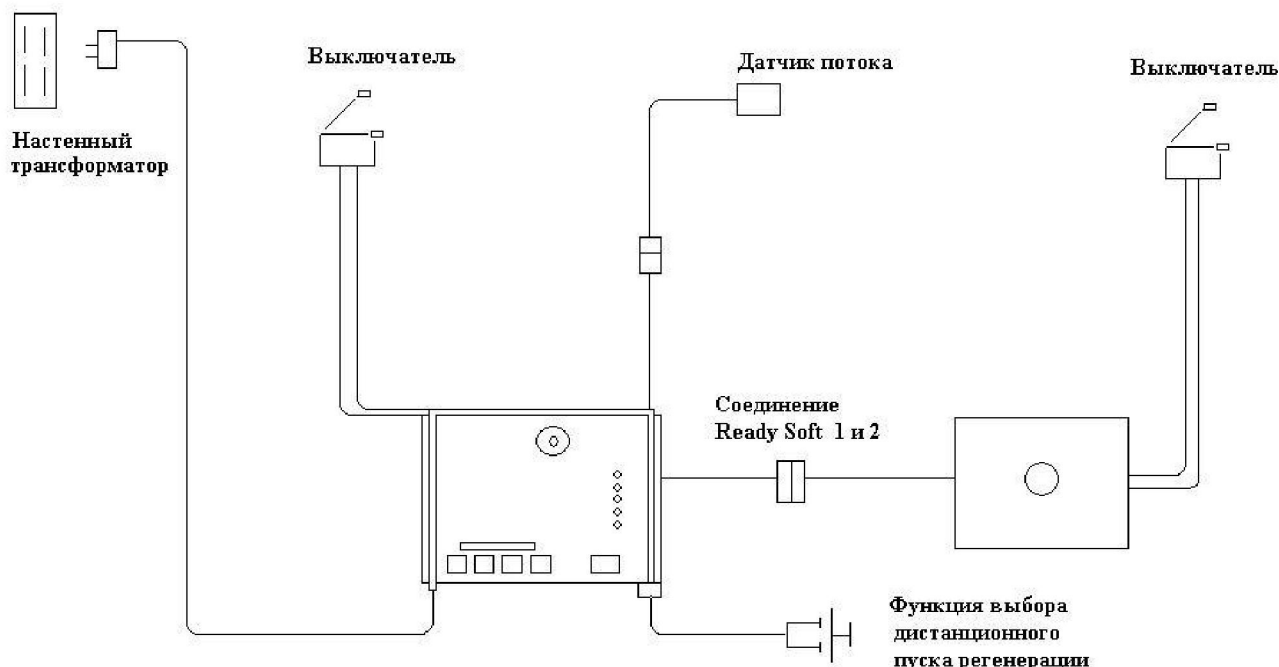 Выключатель
Датчик потока
Выключатель
Настенный
трансформатор
Соединение
Ready Soft 1 и 2
Функция выбора
дистанционного
пуска регенерации